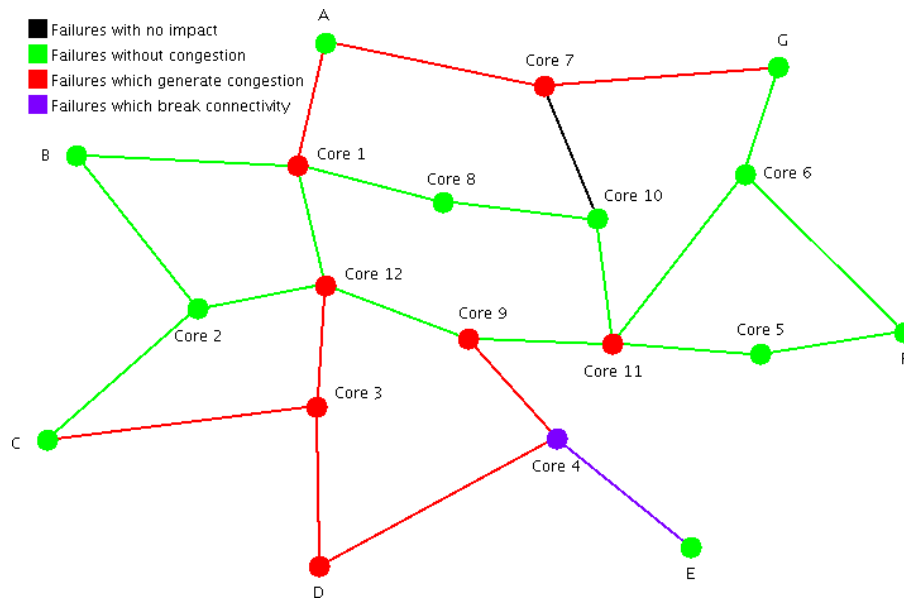 A
Failures with no impact
Failures without congestion
Failures which generate congestion
Failures which break connectivity
Core 7
G
B
Core 1
Core 8
Core 6
Core 10
Core 12
Core 9
Core 2
Core 5
Core 11
Core 3
C
Core 4
E
D